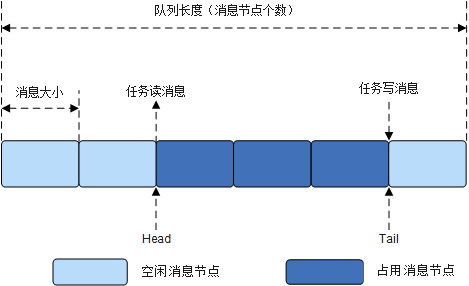 队列长度（消息节点个数）
消息大小
任务读消息
任务写消息
Head
Tail
空闲消息节点
占用消息节点